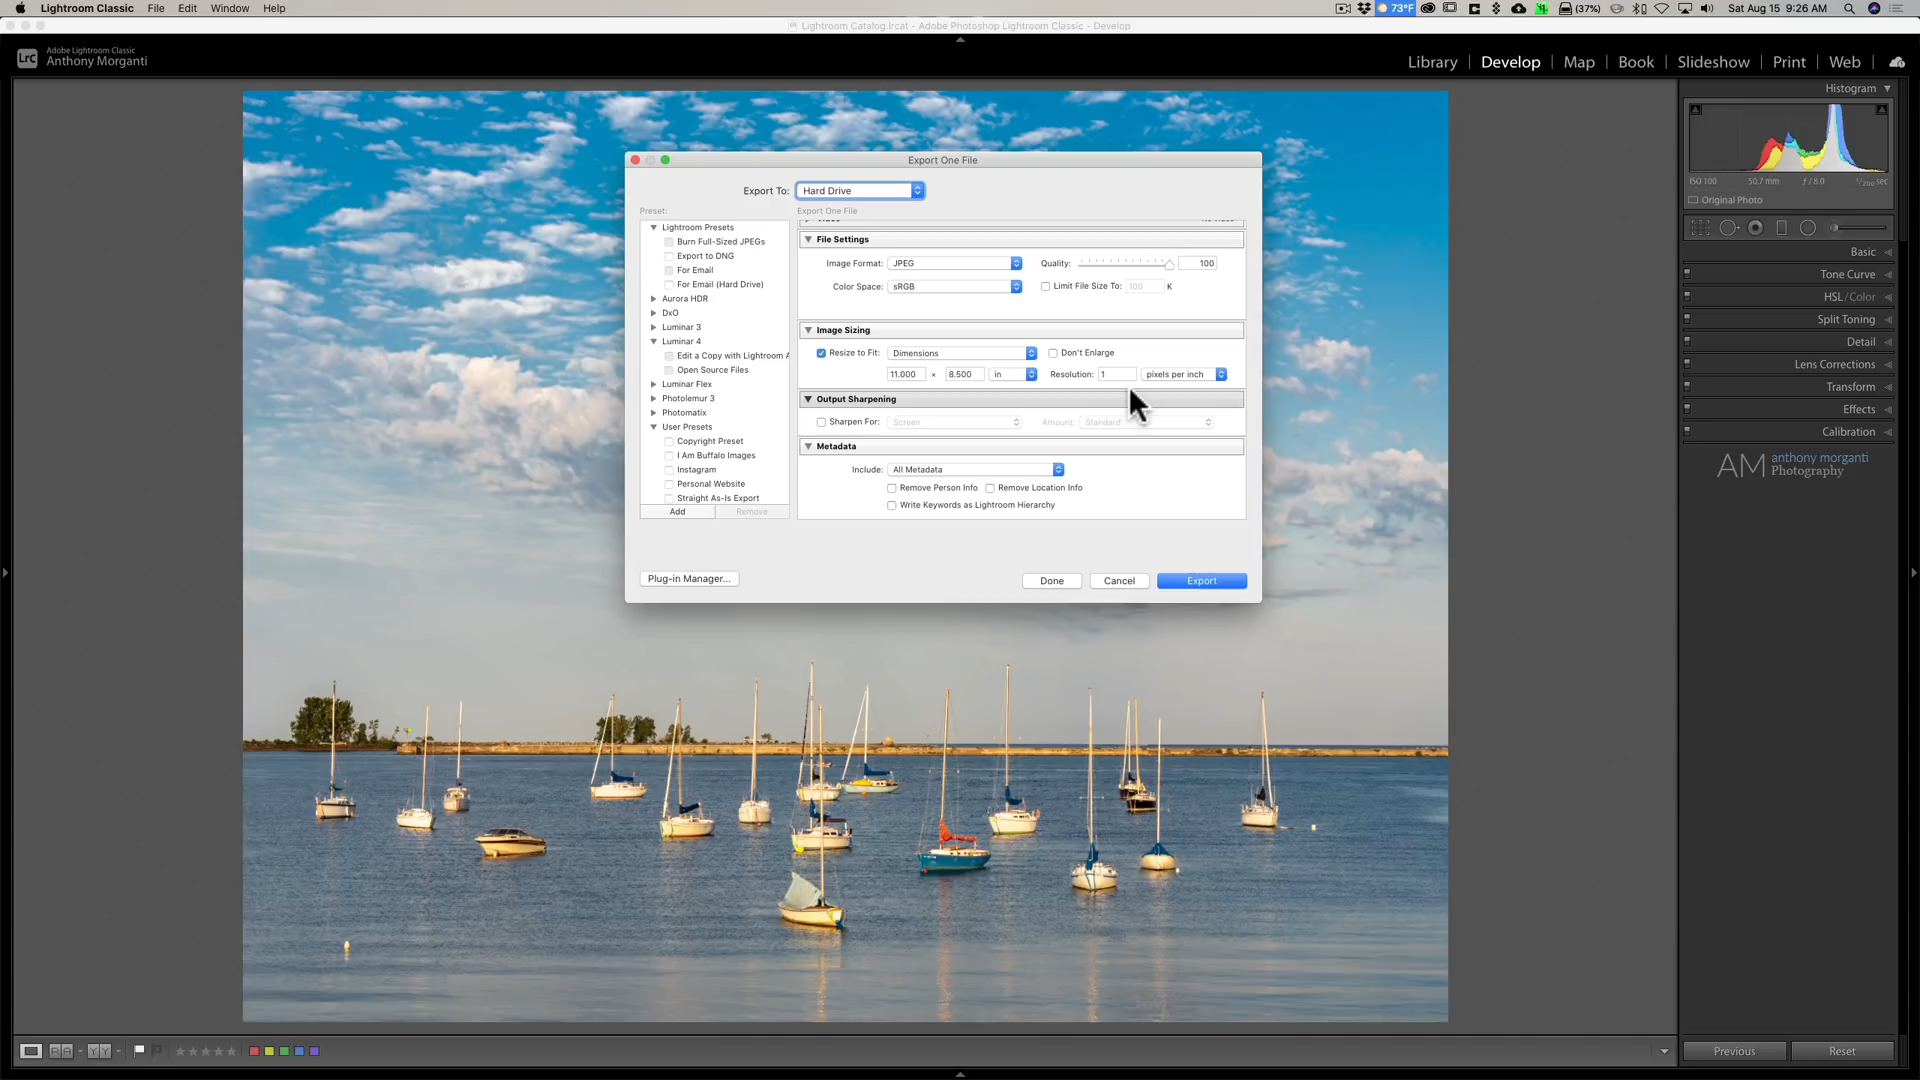 Lightroom Classic File Edit Window Help
73°F (37%) Sat Aug 15 9:26 AM
Lightroom Catalog.lrcat - Adobe Photoshop Lightroom Classic - Develop
LrC Adobe Lightroom Classic
Anthony Morganti
Library | Develop | Map | Book | Slideshow | Print | Web
Histogram
ISO 100 50.7 mm ƒ / 8.0 1/200 sec
Original Photo
Basic
Tone Curve
HSL / Color
Split Toning
Detail
Lens Corrections
Transform
Effects
Calibration
AM anthony morganti
Photography
Export One File
Export To: Hard Drive
Preset: Export One File
Lightroom Presets
Burn Full-Sized JPEGs
Export to DNG
For Email
For Email (Hard Drive)
Aurora HDR
DxO
Luminar 3
Luminar 4
Edit a Copy with Lightroom A
Open Source Files
Luminar Flex
Photolemur 3
Photomatix
User Presets
Copyright Preset
I Am Buffalo Images
Instagram
Personal Website
Straight As-Is Export
Add Remove
File Settings
Image Format: JPEG Quality: 100
Color Space: sRGB Limit File Size To: 100 K
Image Sizing
Resize to Fit: Dimensions Don't Enlarge
11.000 × 8.500 in Resolution: 1 pixels per inch
Output Sharpening
Sharpen For: Screen Amount: Standard
Metadata
Include: All Metadata
Remove Person Info Remove Location Info
Write Keywords as Lightroom Hierarchy
Plug-in Manager... Done Cancel Export
Previous Reset